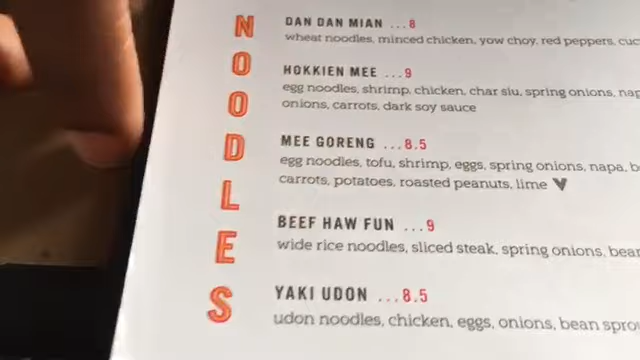 NOODLES
DAN DAN MIAN ...8
wheat noodles, minced chicken, yow choy, red peppers,
HOKKIEN MEE ...9
egg noodles, shrimp, chicken, char siu, spring onions,
onions, carrots, dark soy sauce
MEE GORENG ...8.5
egg noodles, tofu, shrimp, eggs, spring onions, napa,
carrots, potatoes, roasted peanuts, lime
BEEF HAW FUN ...9
wide rice noodles, sliced steak, spring onions,
YAKI UDON ...8.5
udon noodles, chicken, eggs, onions, bean